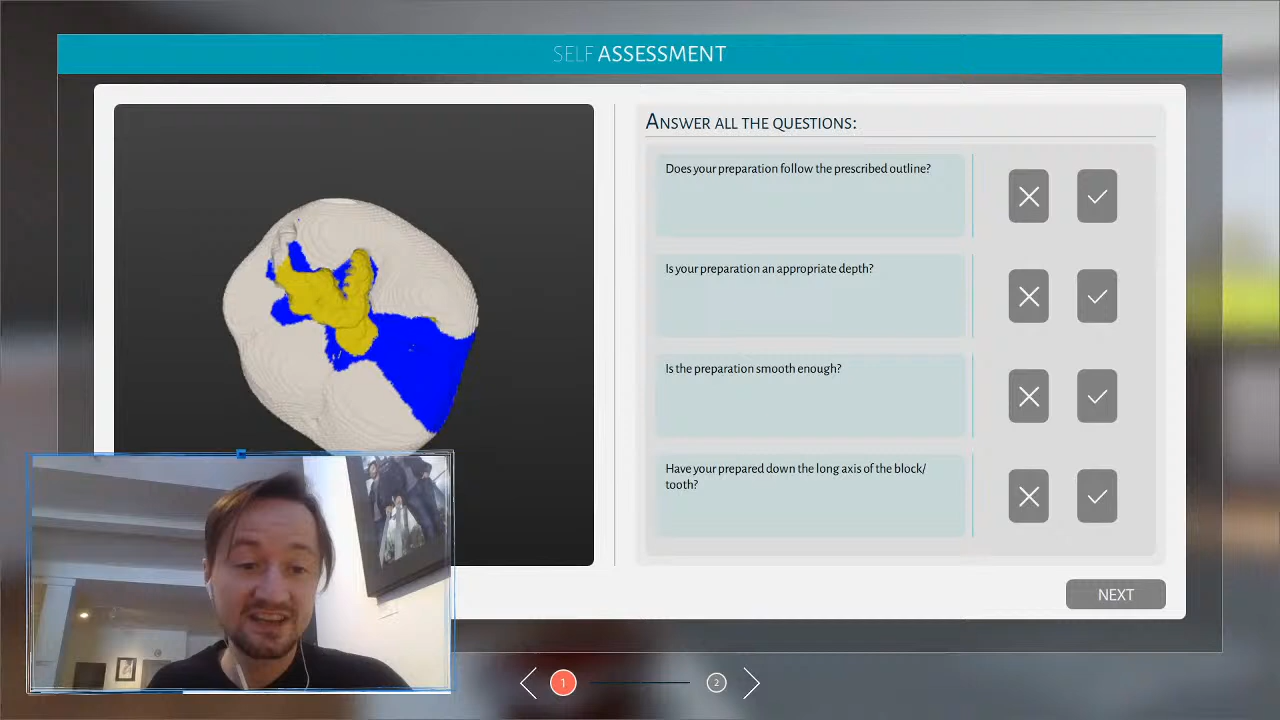 SELF ASSESSMENT
ANSWER ALL THE QUESTIONS:
Does your preparation follow the prescribed outline?
Is your preparation an appropriate depth?
Is the preparation smooth enough?
Have your prepared down the long axis of the block/
tooth?
NEXT
1
2